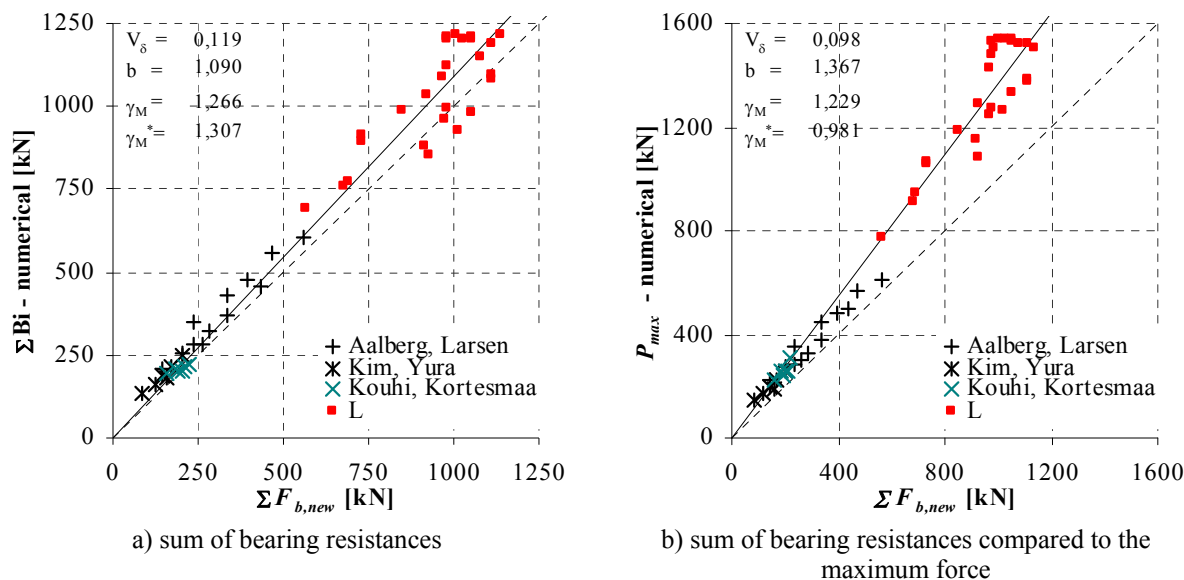 V_δ 0,119
b = 1,090
γ_M = 1,266
γ_M* = 1,307
1250
1000
750
500
250
0
ΣBi - numerical [kN]
Aalberg, Larsen
Kim, Yura
Kouhi, Kortesmaa
L
0 250 500 750 1000 1250
ΣF_b,new [kN]
a) sum of bearing resistances
V_δ = 0,098
b = 1,367
γ_M = 1,229
γ_M* = 0,981
1600
1200
800
400
0
P_max - numerical [kN]
Aalberg, Larsen
Kim, Yura
Kouhi, Kortesmaa
L
0 400 800 1200 1600
ΣF_b,new [kN]
b) sum of bearing resistances compared to the
maximum force